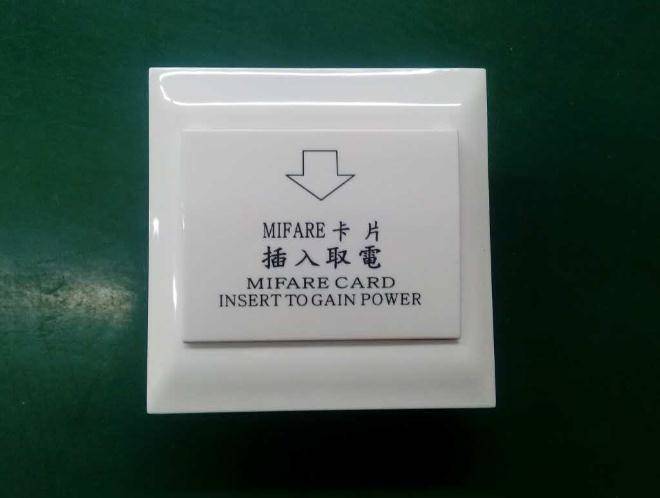 MIFARE 卡 片
插入取電
MIFARE CARD
INSERT TO GAIN POWER